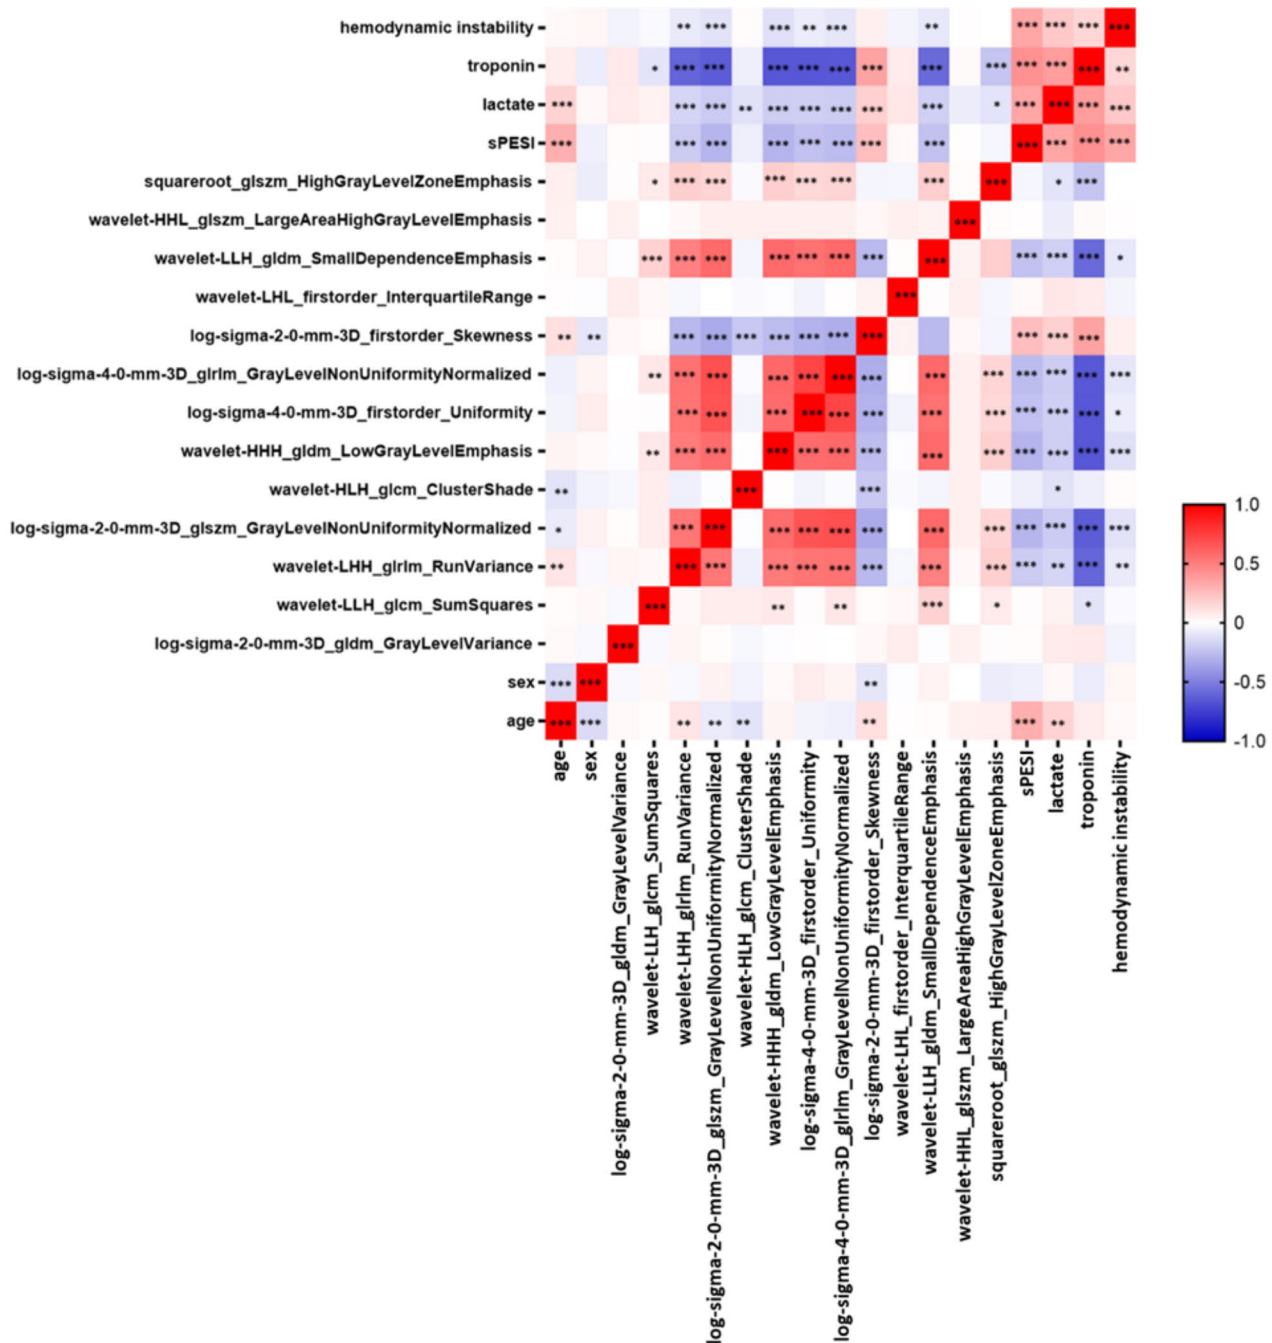 hemodynamic instability
troponin
lactate
sPESI
squareroot_glszm_HighGrayLevelZoneEmphasis
wavelet-HHL_glszm_LargeAreaHighGrayLevelEmphasis
wavelet-LLH_gldm_SmallDependenceEmphasis
wavelet-LHL_firstorder_InterquartileRange
log-sigma-2-0-mm-3D_firstorder_Skewness
log-sigma-4-0-mm-3D_glrlm_GrayLevelNonUniformityNormalized
log-sigma-4-0-mm-3D_firstorder_Uniformity
wavelet-HHH_gldm_LowGrayLevelEmphasis
wavelet-HLH_glcm_ClusterShade
log-sigma-2-0-mm-3D_glszm_GrayLevelNonUniformityNormalized
wavelet-LHH_glrlm_RunVariance
wavelet-LLH_glcm_SumSquares
log-sigma-2-0-mm-3D_gldm_GrayLevelVariance
sex
age
age
sex
log-sigma-2-0-mm-3D_gldm_GrayLevelVariance
wavelet-LLH_glcm_SumSquares
wavelet-LHH_glrlm_RunVariance
log-sigma-2-0-mm-3D_glszm_GrayLevelNonUniformityNormalized
wavelet-HLH_glcm_ClusterShade
wavelet-HHH_gldm_LowGrayLevelEmphasis
log-sigma-4-0-mm-3D_firstorder_Uniformity
log-sigma-4-0-mm-3D_glrlm_GrayLevelNonUniformityNormalized
log-sigma-2-0-mm-3D_firstorder_Skewness
wavelet-LHL_firstorder_InterquartileRange
wavelet-LLH_gldm_SmallDependenceEmphasis
wavelet-HHL_glszm_LargeAreaHighGrayLevelEmphasis
squareroot_glszm_HighGrayLevelZoneEmphasis
sPESI
lactate
troponin
hemodynamic instability
1.0
0.5
0
-0.5
-1.0